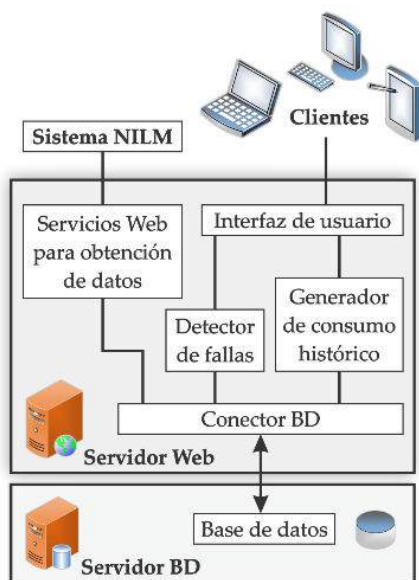 Clientes
Sistema NILM
Servicios Web
para obtención
de datos
Interfaz de usuario
Detector
de fallas
Generador
de consumo
histórico
Conector BD
Servidor Web
Base de datos
Servidor BD